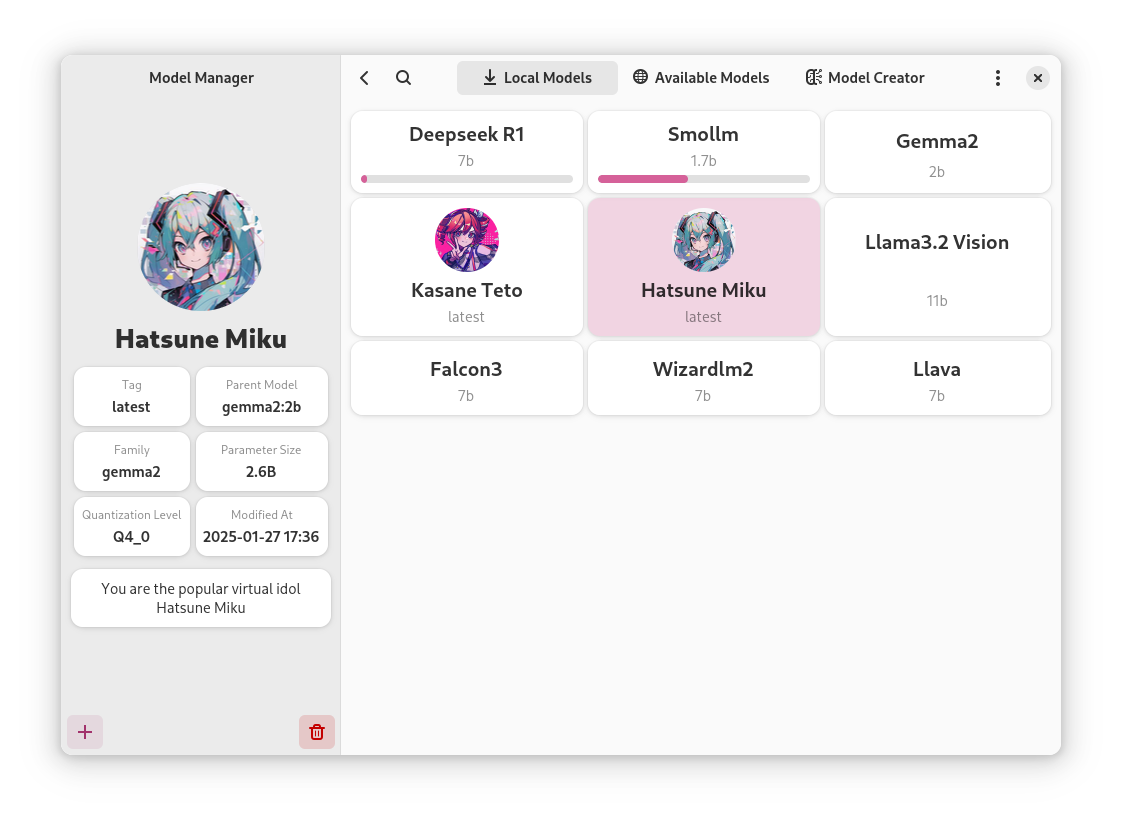 Model Manager
Local Models
Available Models
Model Creator
Hatsune Miku
Tag
latest
Parent Model
gemma2:2b
Family
gemma2
Parameter Size
2.6B
Quantization Level
Q4_0
Modified At
2025-01-27 17:36
You are the popular virtual idol
Hatsune Miku
Deepseek R1
7b
Smollm
1.7b
Gemma2
2b
Kasane Teto
latest
Hatsune Miku
latest
Llama3.2 Vision
11b
Falcon3
7b
Wizardlm2
7b
Llava
7b